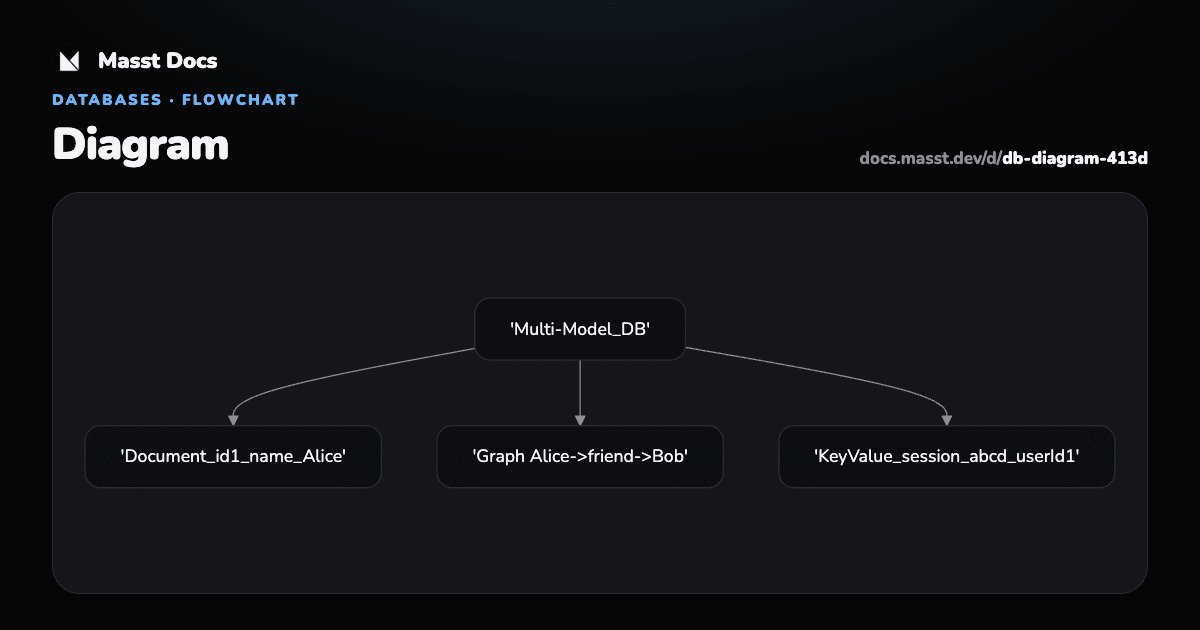 Masst Docs
DATABASES · FLOWCHART
Diagram
docs.masst.dev/d/db-diagram-413d
'Multi-Model_DB'
'Document_id1_name_Alice'
'Graph Alice->friend->Bob'
'KeyValue_session_abcd_userId1'